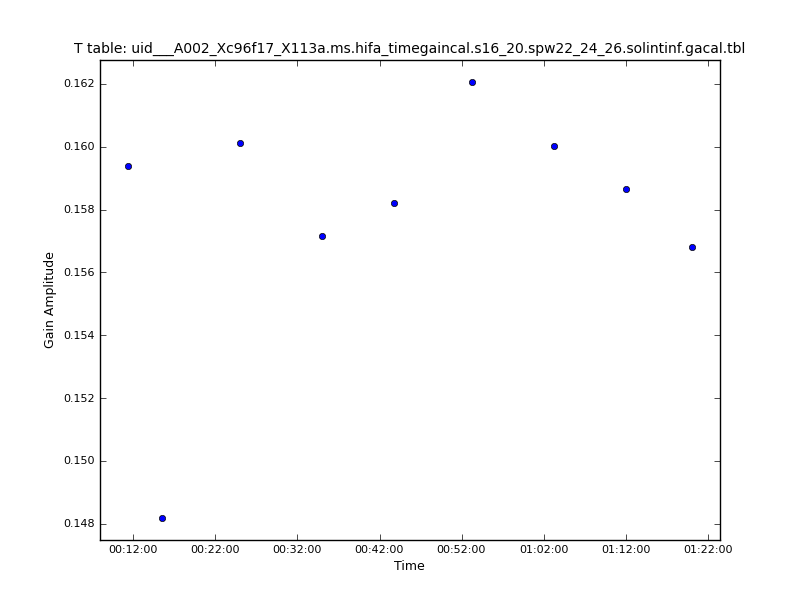 T table: uid___A002_Xc96f17_X113a.ms.hifa_timegaincal.s16_20.spw22_24_26.solintinf.gacal.tbl
0.162
0.160
0.158
0.156
0.154
0.152
0.150
0.148
Gain Amplitude
00:12:00 00:22:00 00:32:00 00:42:00 00:52:00 01:02:00 01:12:00 01:22:00
Time